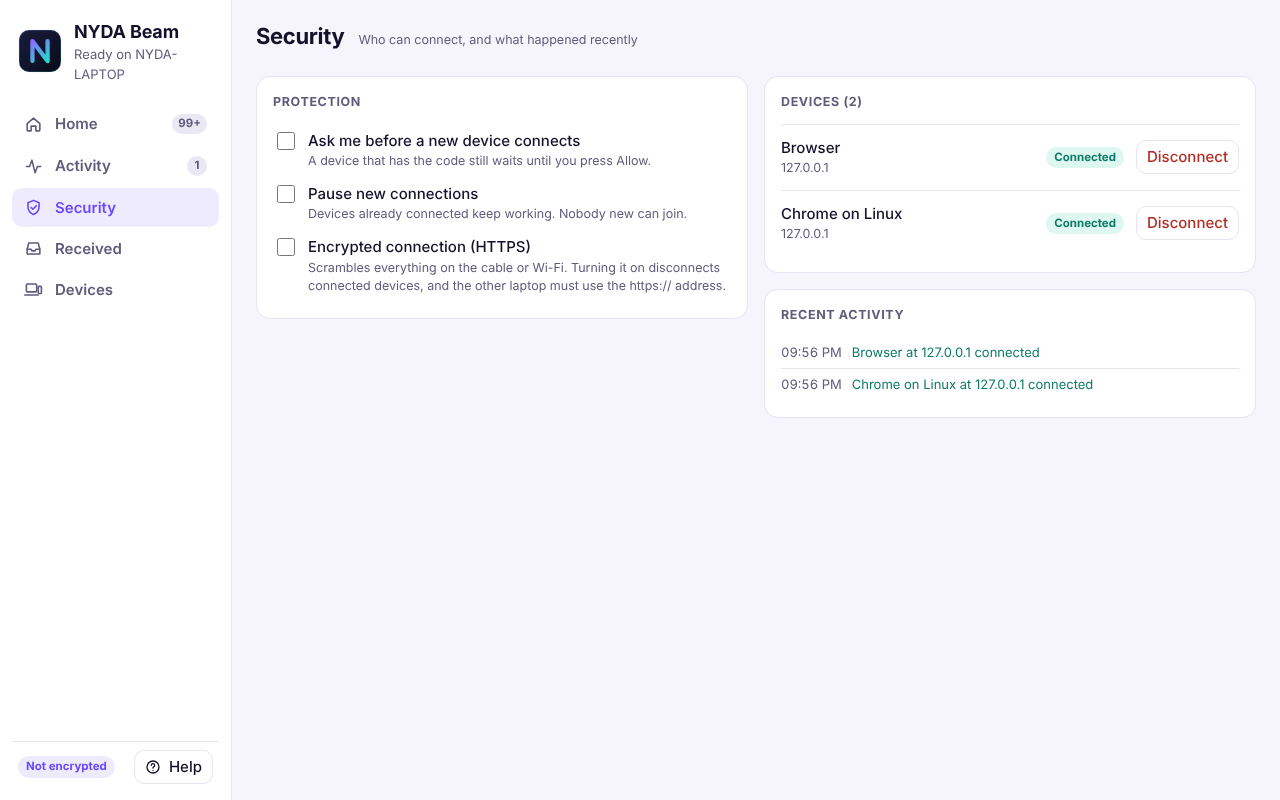 NYDA Beam
Ready on NYDA-
LAPTOP
Home 99+
Activity 1
Security
Received
Devices
Not encrypted
Help
Security Who can connect, and what happened recently
PROTECTION
Ask me before a new device connects
A device that has the code still waits until you press Allow.
Pause new connections
Devices already connected keep working. Nobody new can join.
Encrypted connection (HTTPS)
Scrambles everything on the cable or Wi-Fi. Turning it on disconnects
connected devices, and the other laptop must use the https:// address.
DEVICES (2)
Browser
127.0.0.1
Connected Disconnect
Chrome on Linux
127.0.0.1
Connected Disconnect
RECENT ACTIVITY
09:56 PM Browser at 127.0.0.1 connected
09:56 PM Chrome on Linux at 127.0.0.1 connected